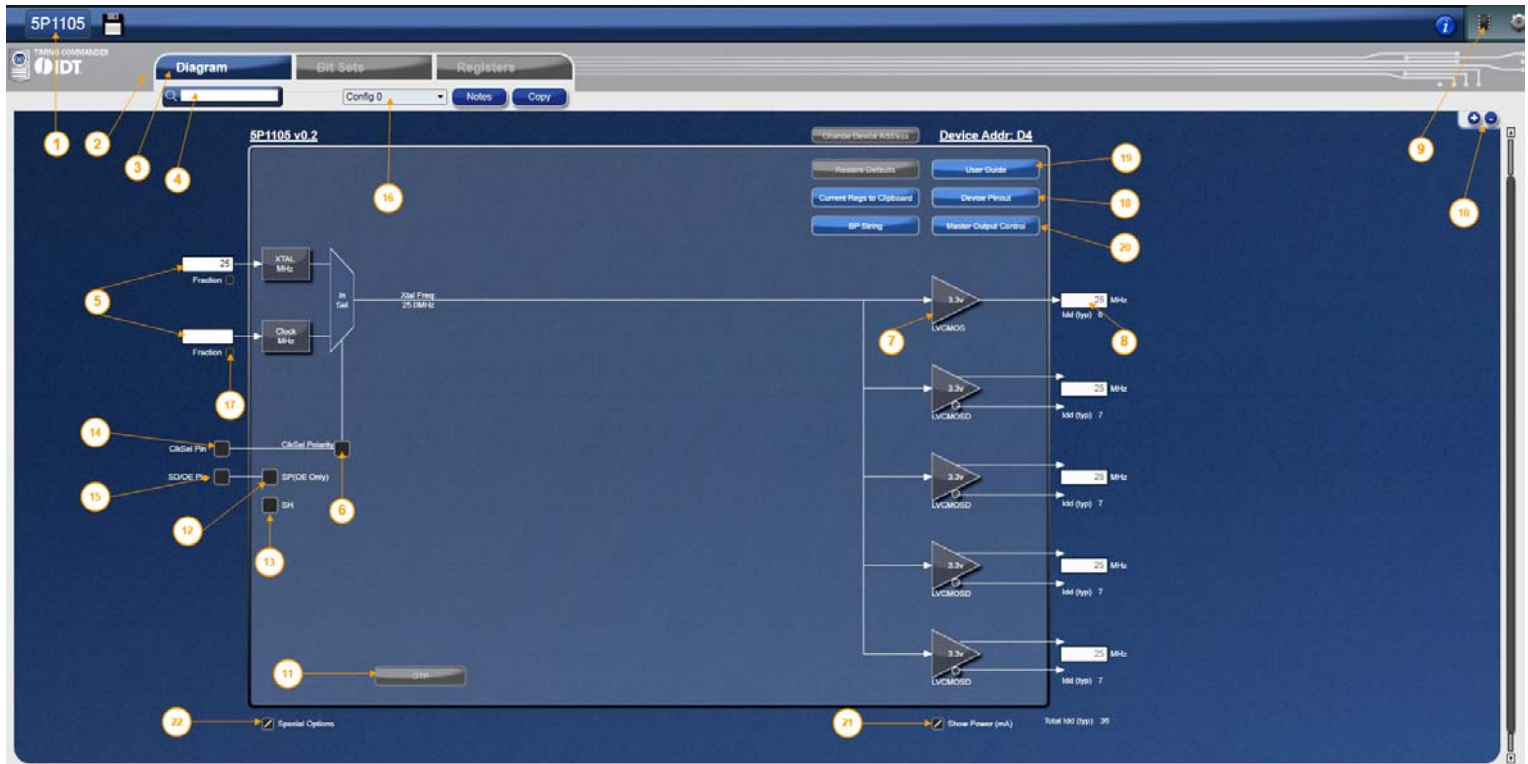 5P1105
TIMING COMMANDER
IDT
Diagram
Bit Sets
Registers
Config 0
Notes
Copy
1
2
3
4
16
9
10
5P1105 v0.2
Change Device Address
Device Addr: D4
Restore Defaults
User Guide
19
Current Regs to Clipboard
Device Pinout
18
BP String
Master Output Control
20
25
XTAL
MHz
Fraction
5
In
Sel
Xtal Freq:
25.0MHz
Clock
MHz
Fraction
17
3.3v
LVCMOS
7
25 MHz
Idd (typ) 6
8
3.3v
LVCMOSD
25 MHz
Idd (typ) 7
14
ClkSel Pin
ClkSel Polarity
SD/OE Pin
SP(OE Only)
15
SH
6
12
13
3.3v
LVCMOSD
25 MHz
Idd (typ) 7
3.3v
LVCMOSD
25 MHz
Idd (typ) 7
3.3v
LVCMOSD
25 MHz
Idd (typ) 7
11
OTP
22
Special Options
21
Show Power (mA)
Total Idd (typ) 36